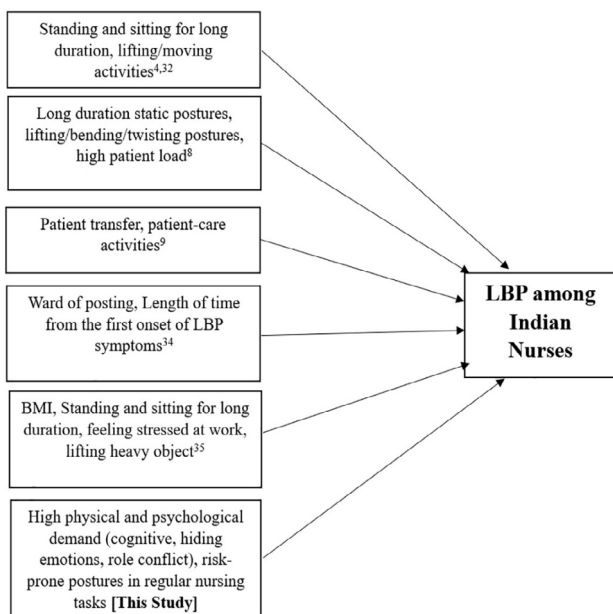 Standing and sitting for long
duration, lifting/moving
activities4,32
Long duration static postures,
lifting/bending/twisting postures,
high patient load8
Patient transfer, patient-care
activities9
Ward of posting, Length of time
from the first onset of LBP
symptoms34
BMI, Standing and sitting for long
duration, feeling stressed at work,
lifting heavy object35
High physical and psychological
demand (cognitive, hiding
emotions, role conflict), risk-
prone postures in regular nursing
tasks [This Study]
LBP among
Indian
Nurses